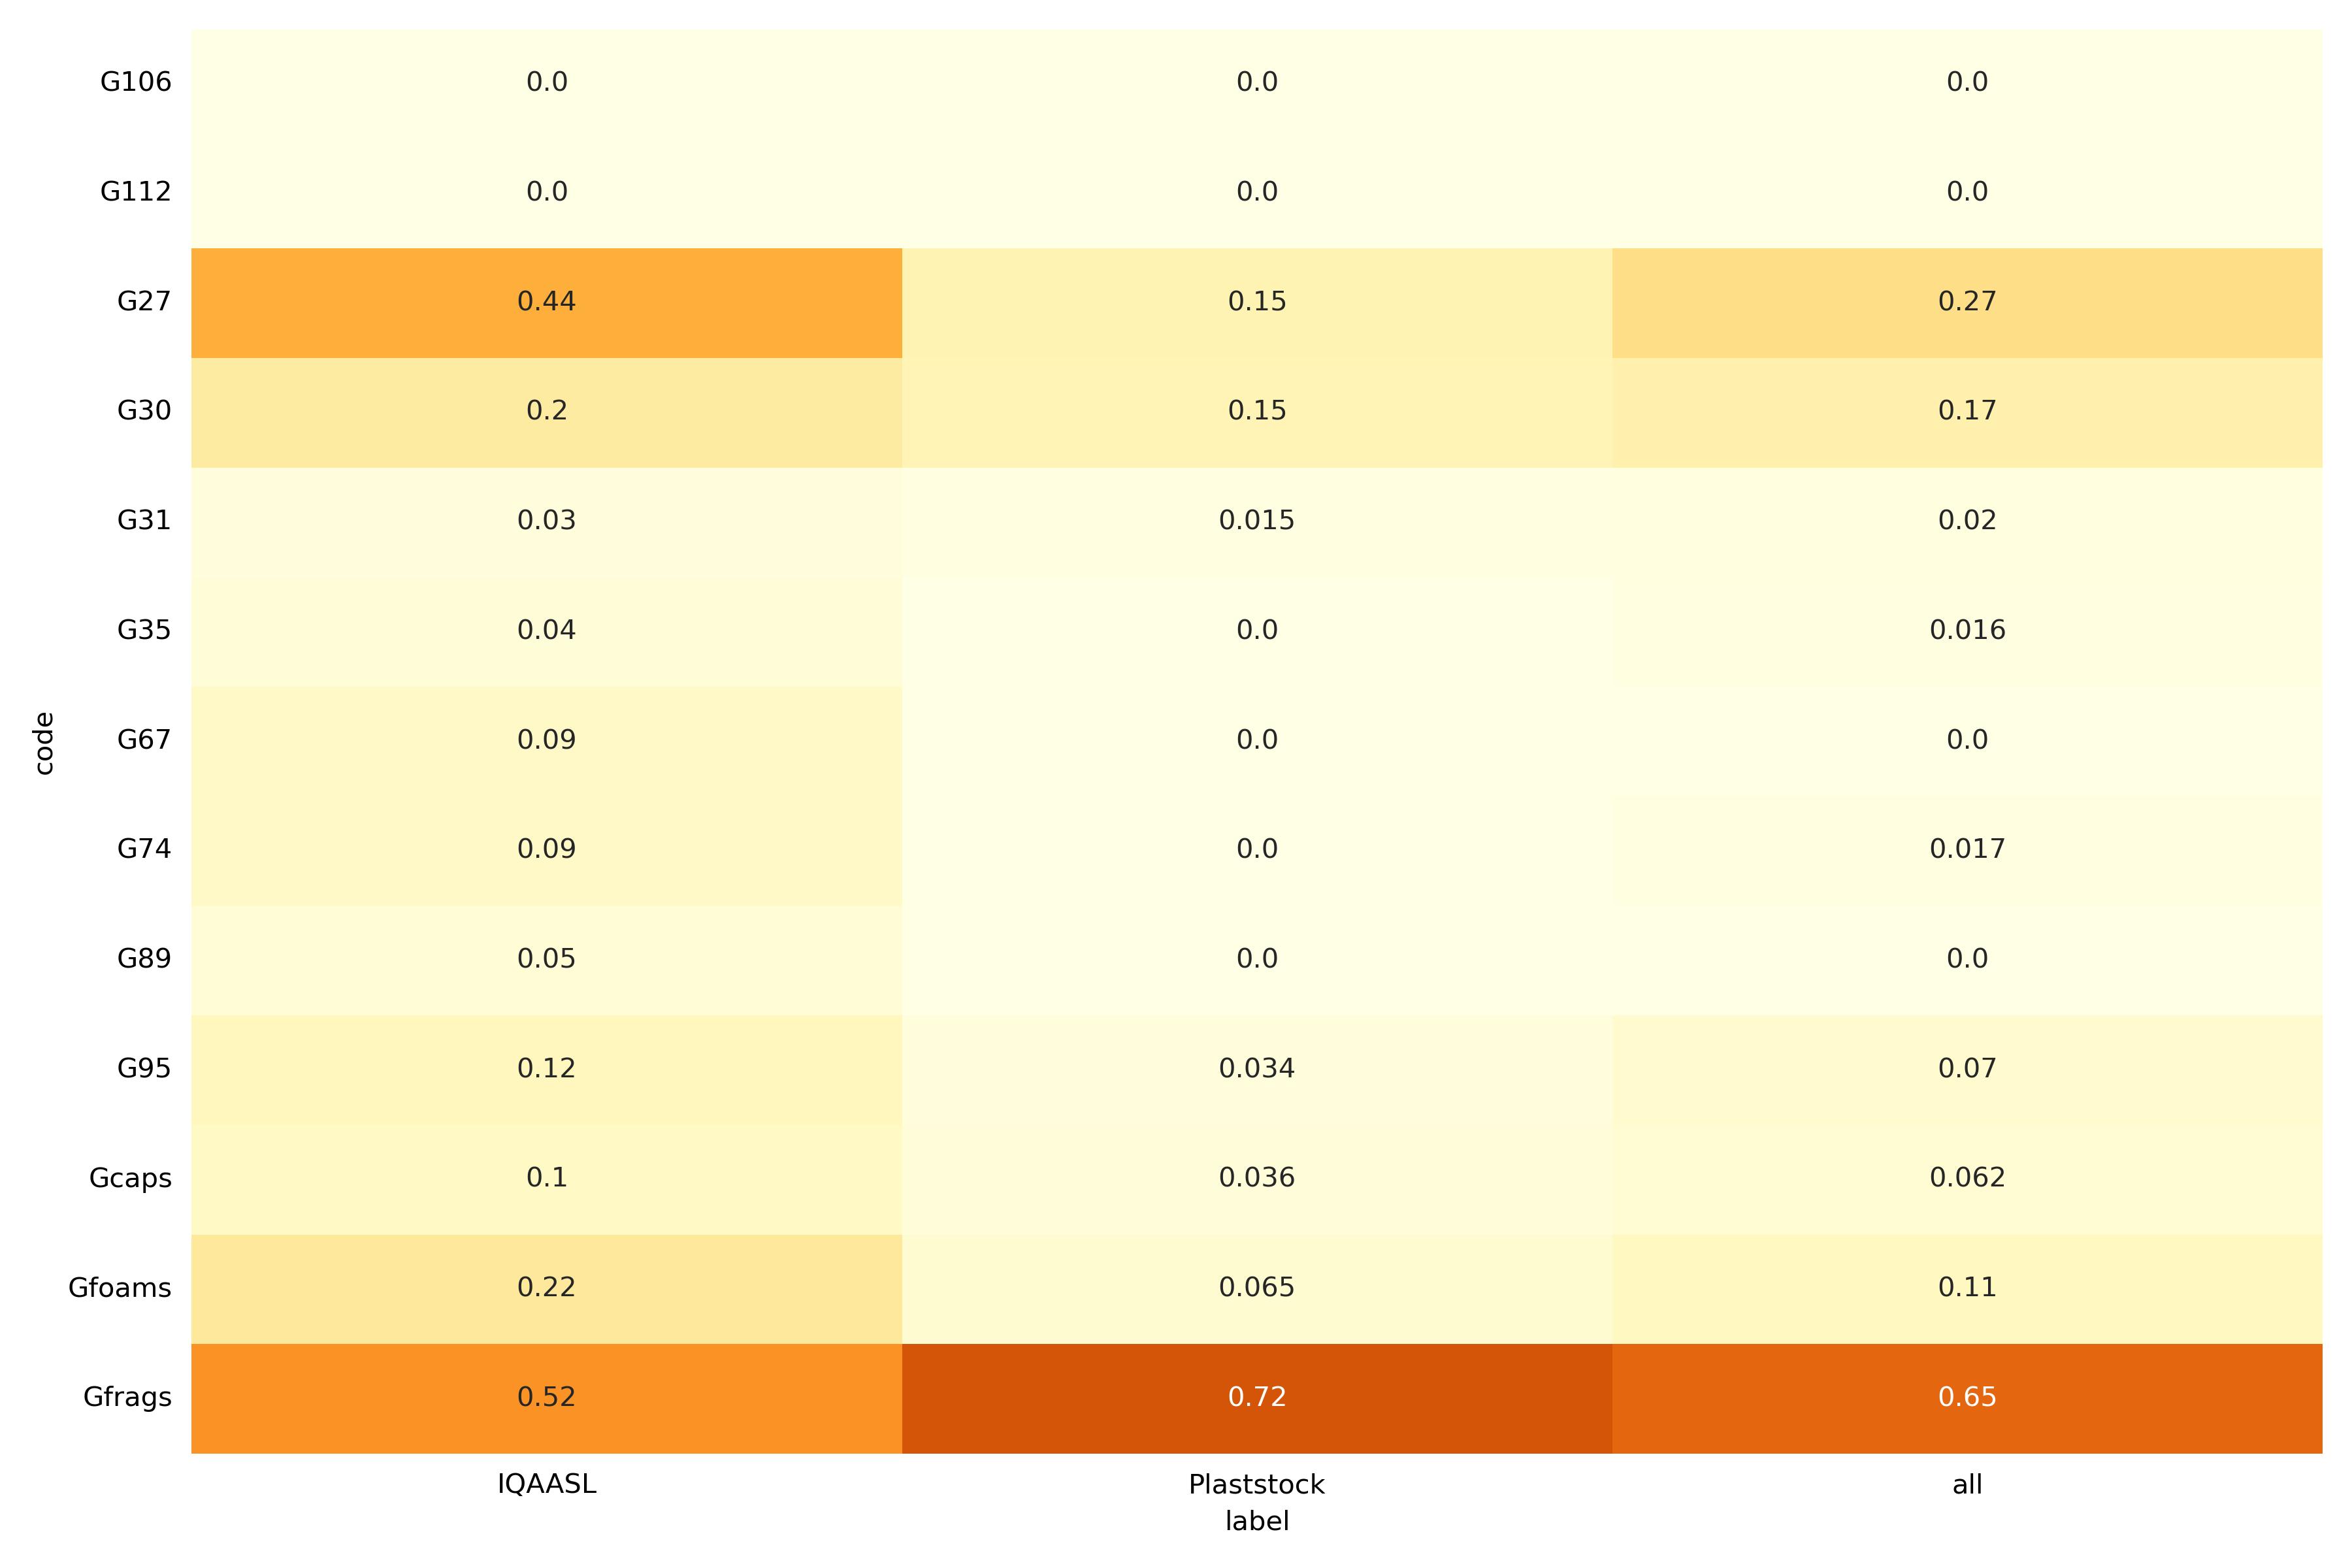 G106 0.0 0.0 0.0
G112 0.0 0.0 0.0
G27 0.44 0.15 0.27
G30 0.2 0.15 0.17
G31 0.03 0.015 0.02
G35 0.04 0.0 0.016
code
G67 0.09 0.0 0.0
G74 0.09 0.0 0.017
G89 0.05 0.0 0.0
G95 0.12 0.034 0.07
Gcaps 0.1 0.036 0.062
Gfoams 0.22 0.065 0.11
Gfrags 0.52 0.72 0.65
IQAASL Plaststock all
label